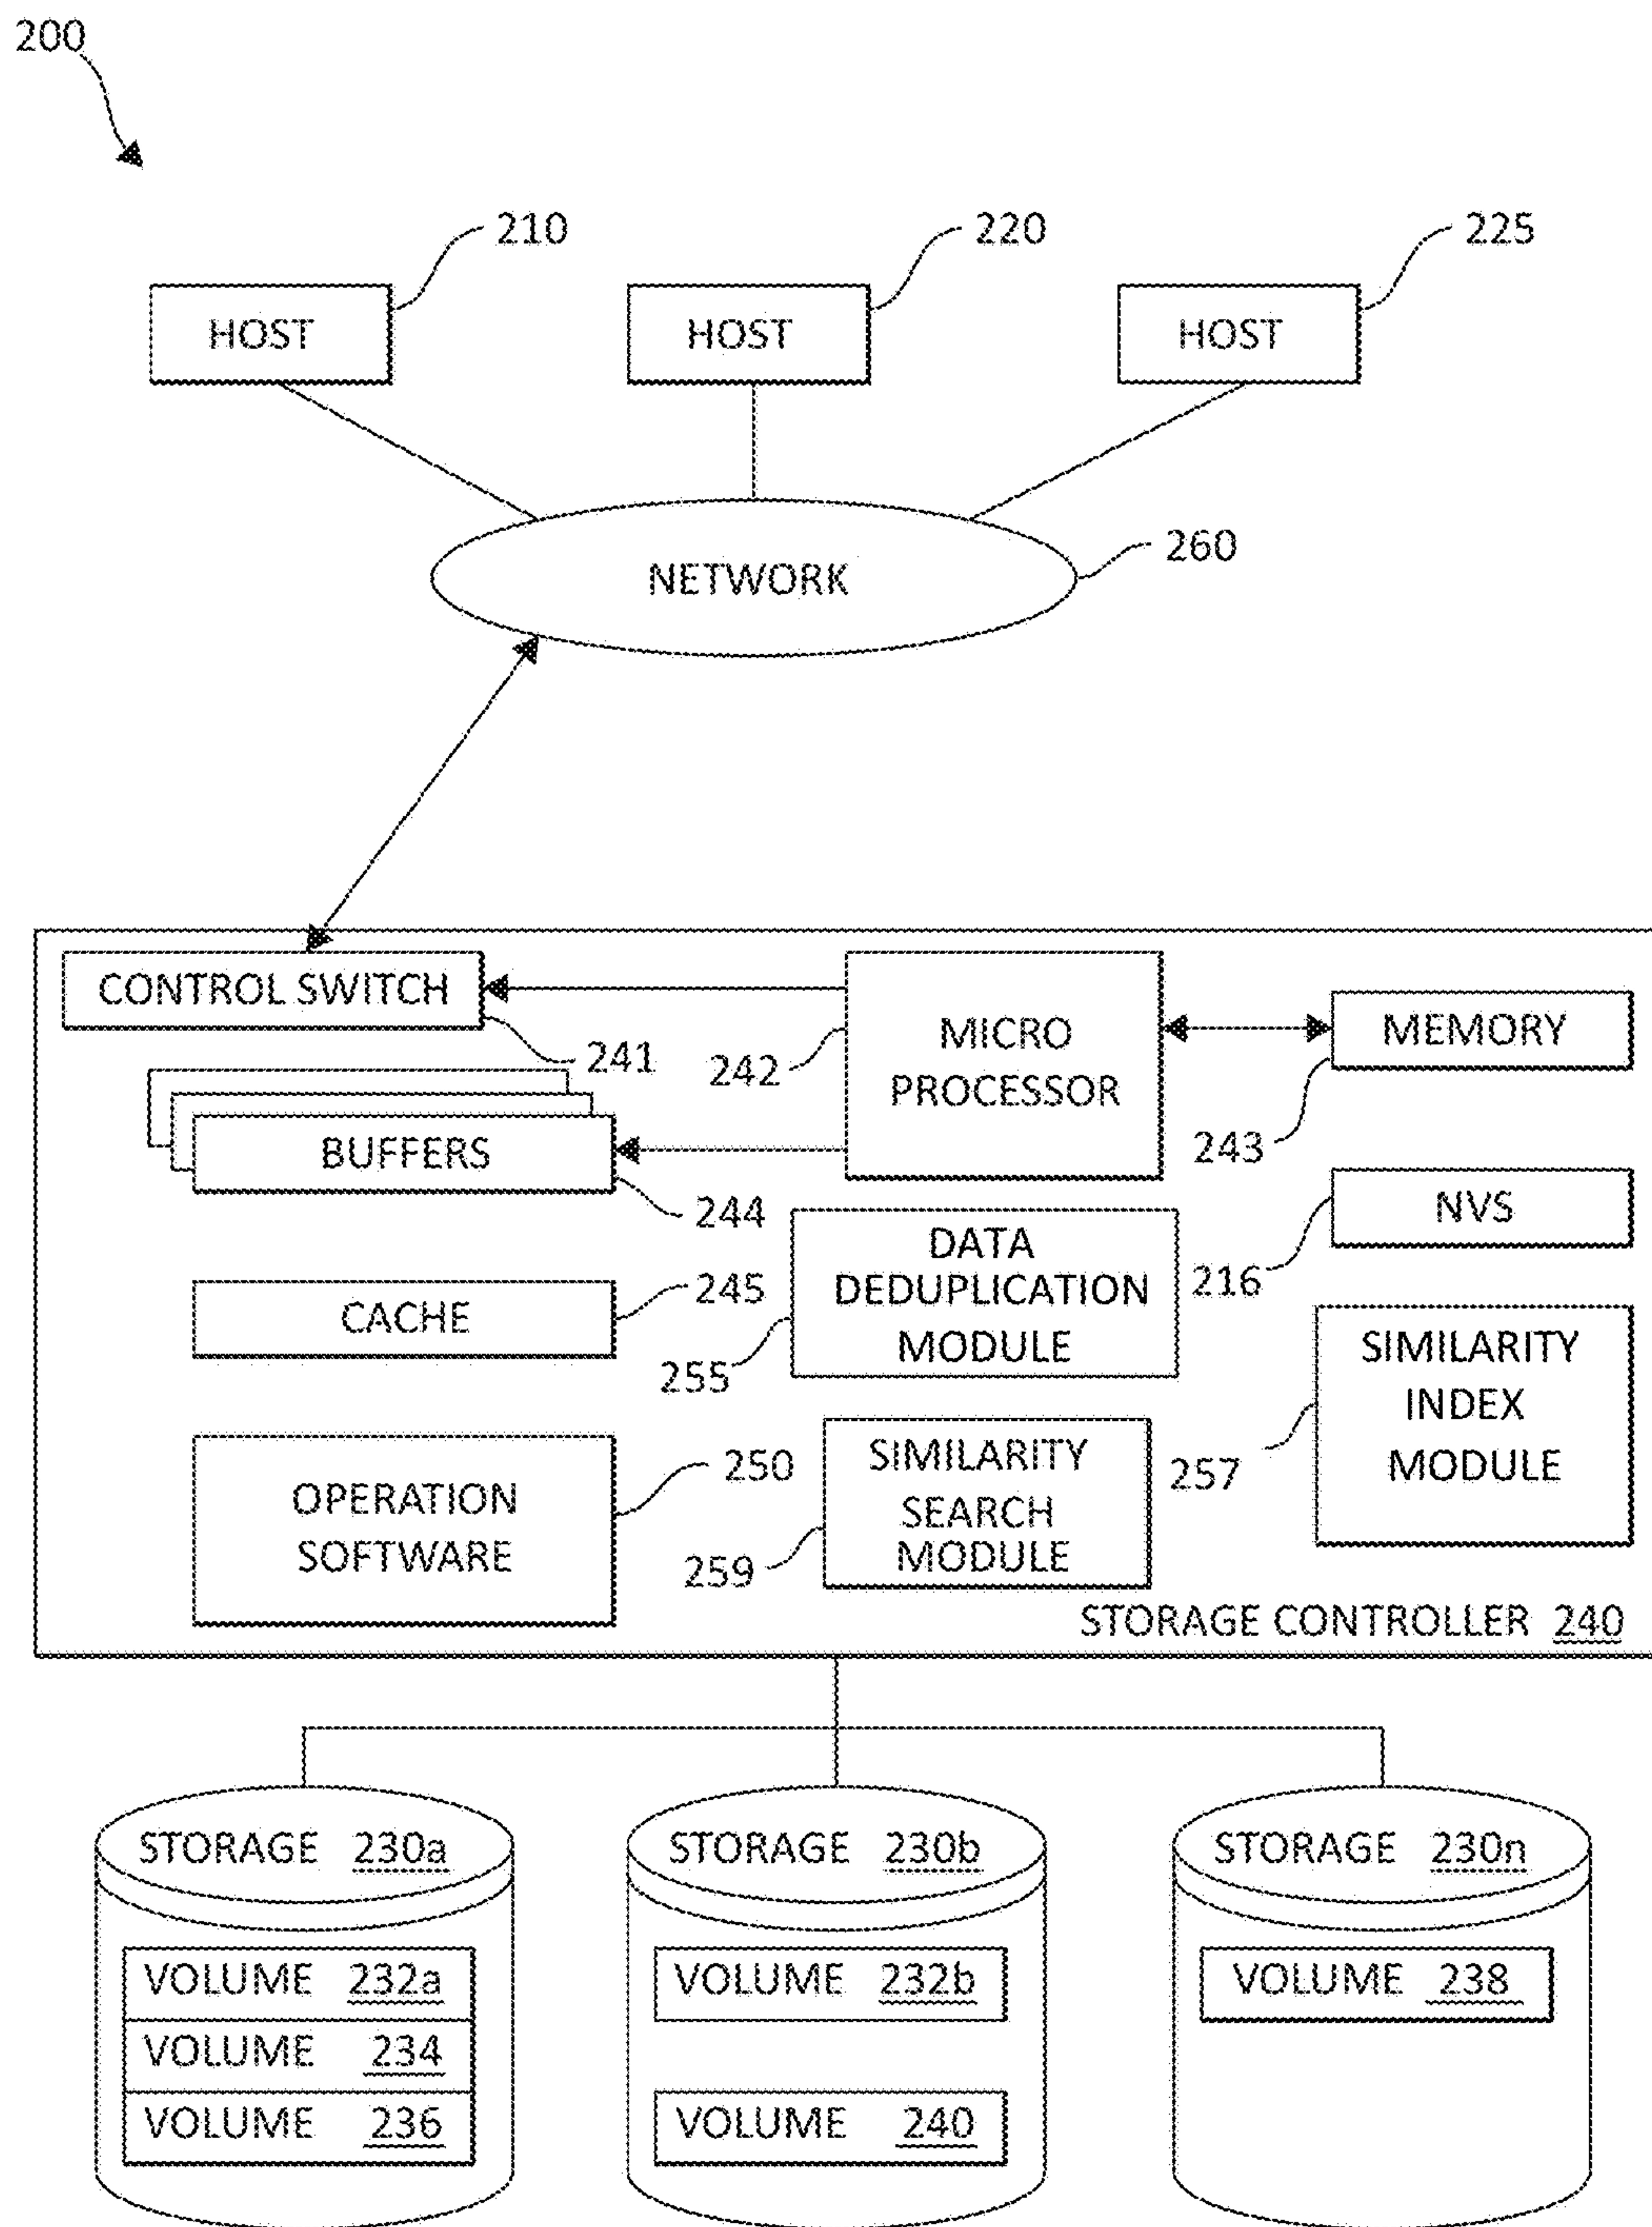 200
210
220
225
HOST
HOST
HOST
260
NETWORK
CONTROL SWITCH
241
242
MICRO
PROCESSOR
MEMORY
243
BUFFERS
244
NVS
216
DATA
DEDUPLICATION
MODULE
255
CACHE
245
SIMILARITY
INDEX
MODULE
257
OPERATION
SOFTWARE
250
SIMILARITY
SEARCH
MODULE
259
STORAGE CONTROLLER 240
STORAGE 230a
STORAGE 230b
STORAGE 230n
VOLUME 232a
VOLUME 232b
VOLUME 238
VOLUME 234
VOLUME 236
VOLUME 240